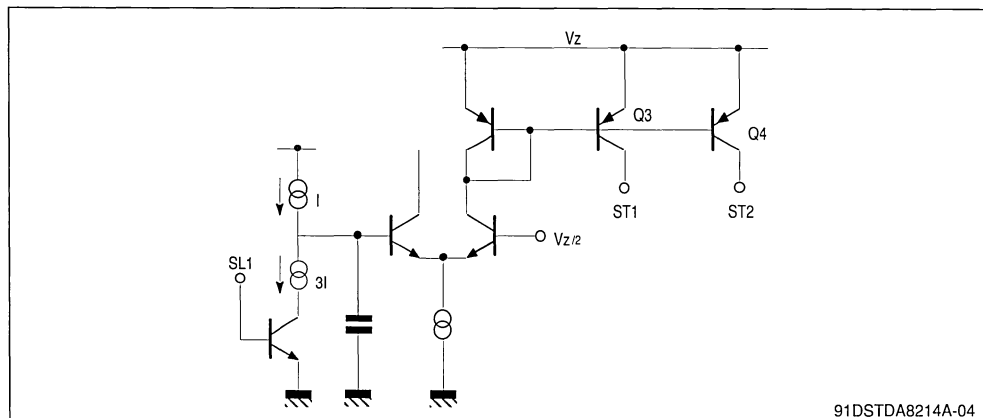 Vz
Q3
Q4
I
ST1
ST2
Vz/2
SL1
3I
91DSTDA8214A-04